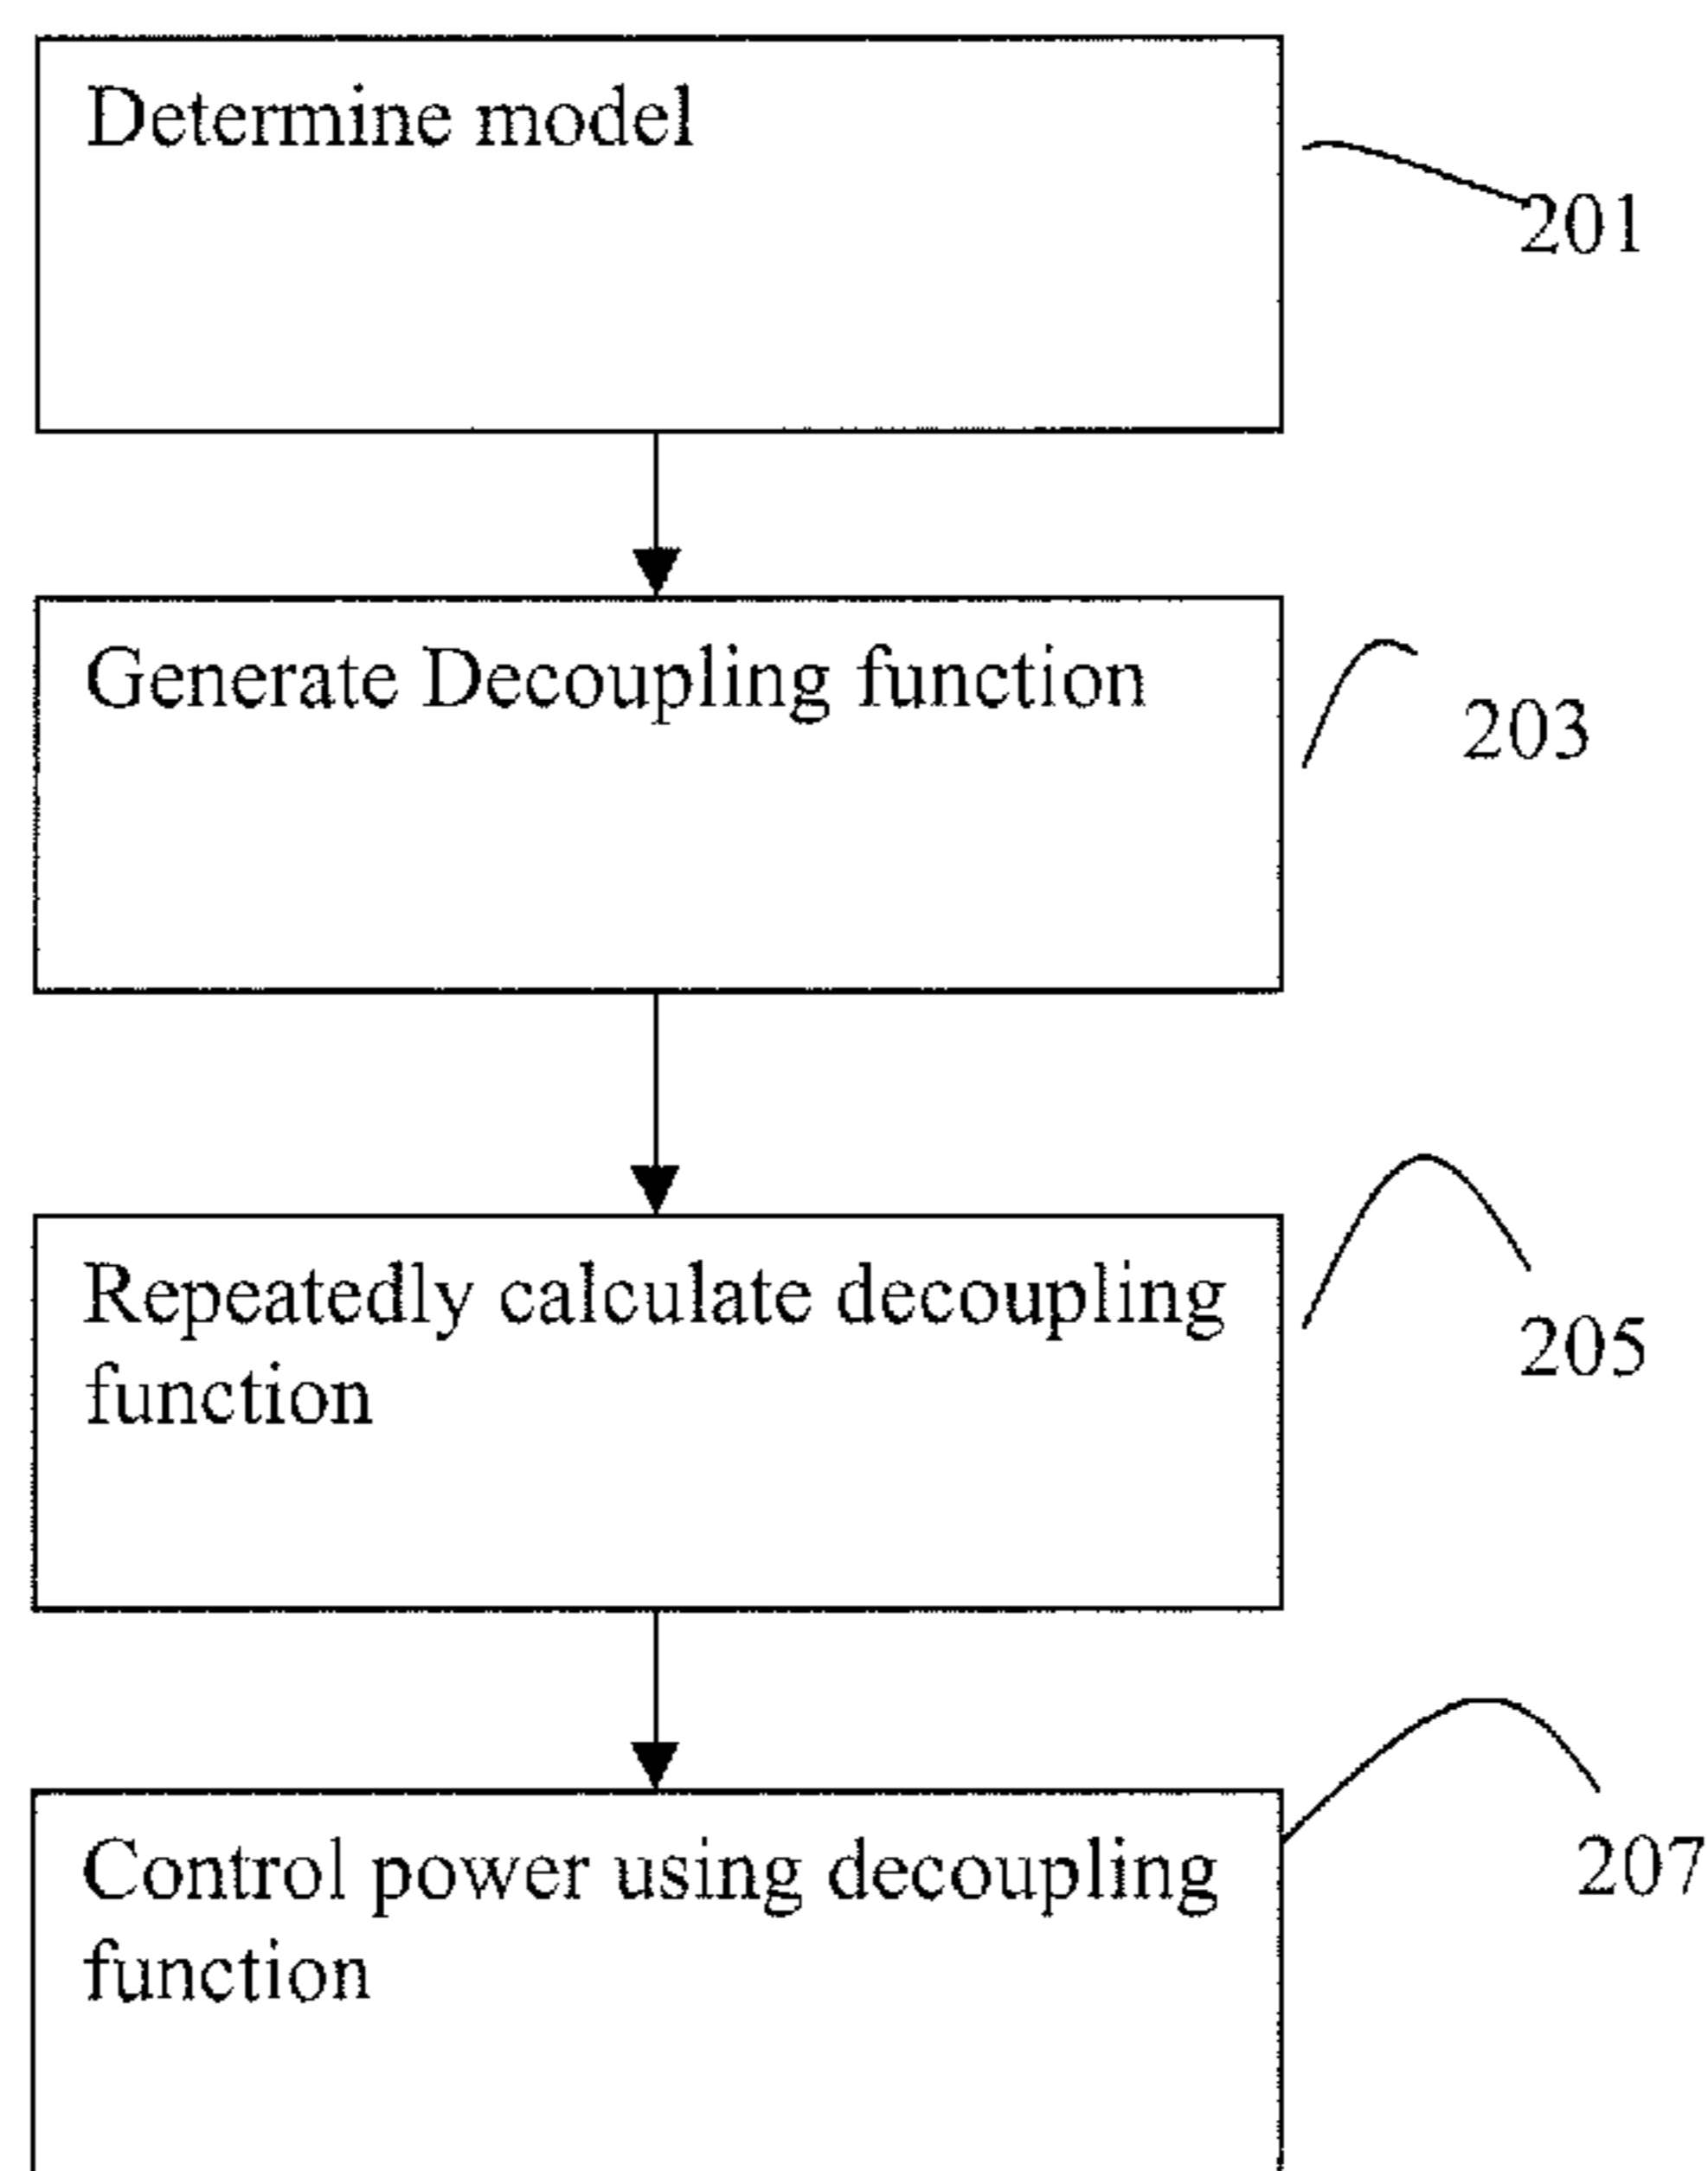 Determine model
201
Generate Decoupling function
203
Repeatedly calculate decoupling
function
205
Control power using decoupling
function
207